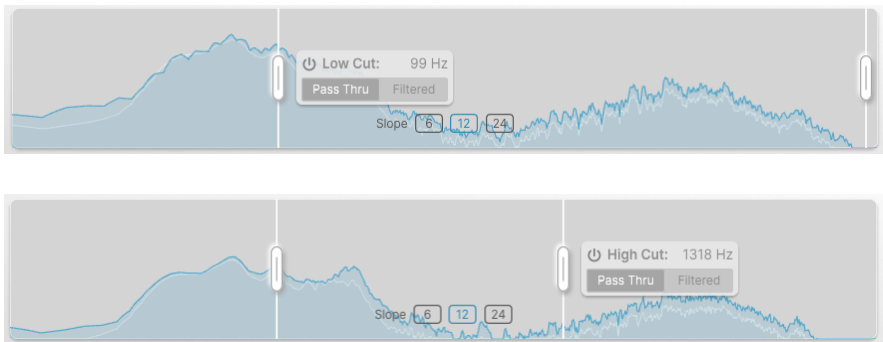 Low Cut: 99 Hz
Pass Thru Filtered
Slope 6 12 24
High Cut: 1318 Hz
Pass Thru Filtered
Slope 6 12 24